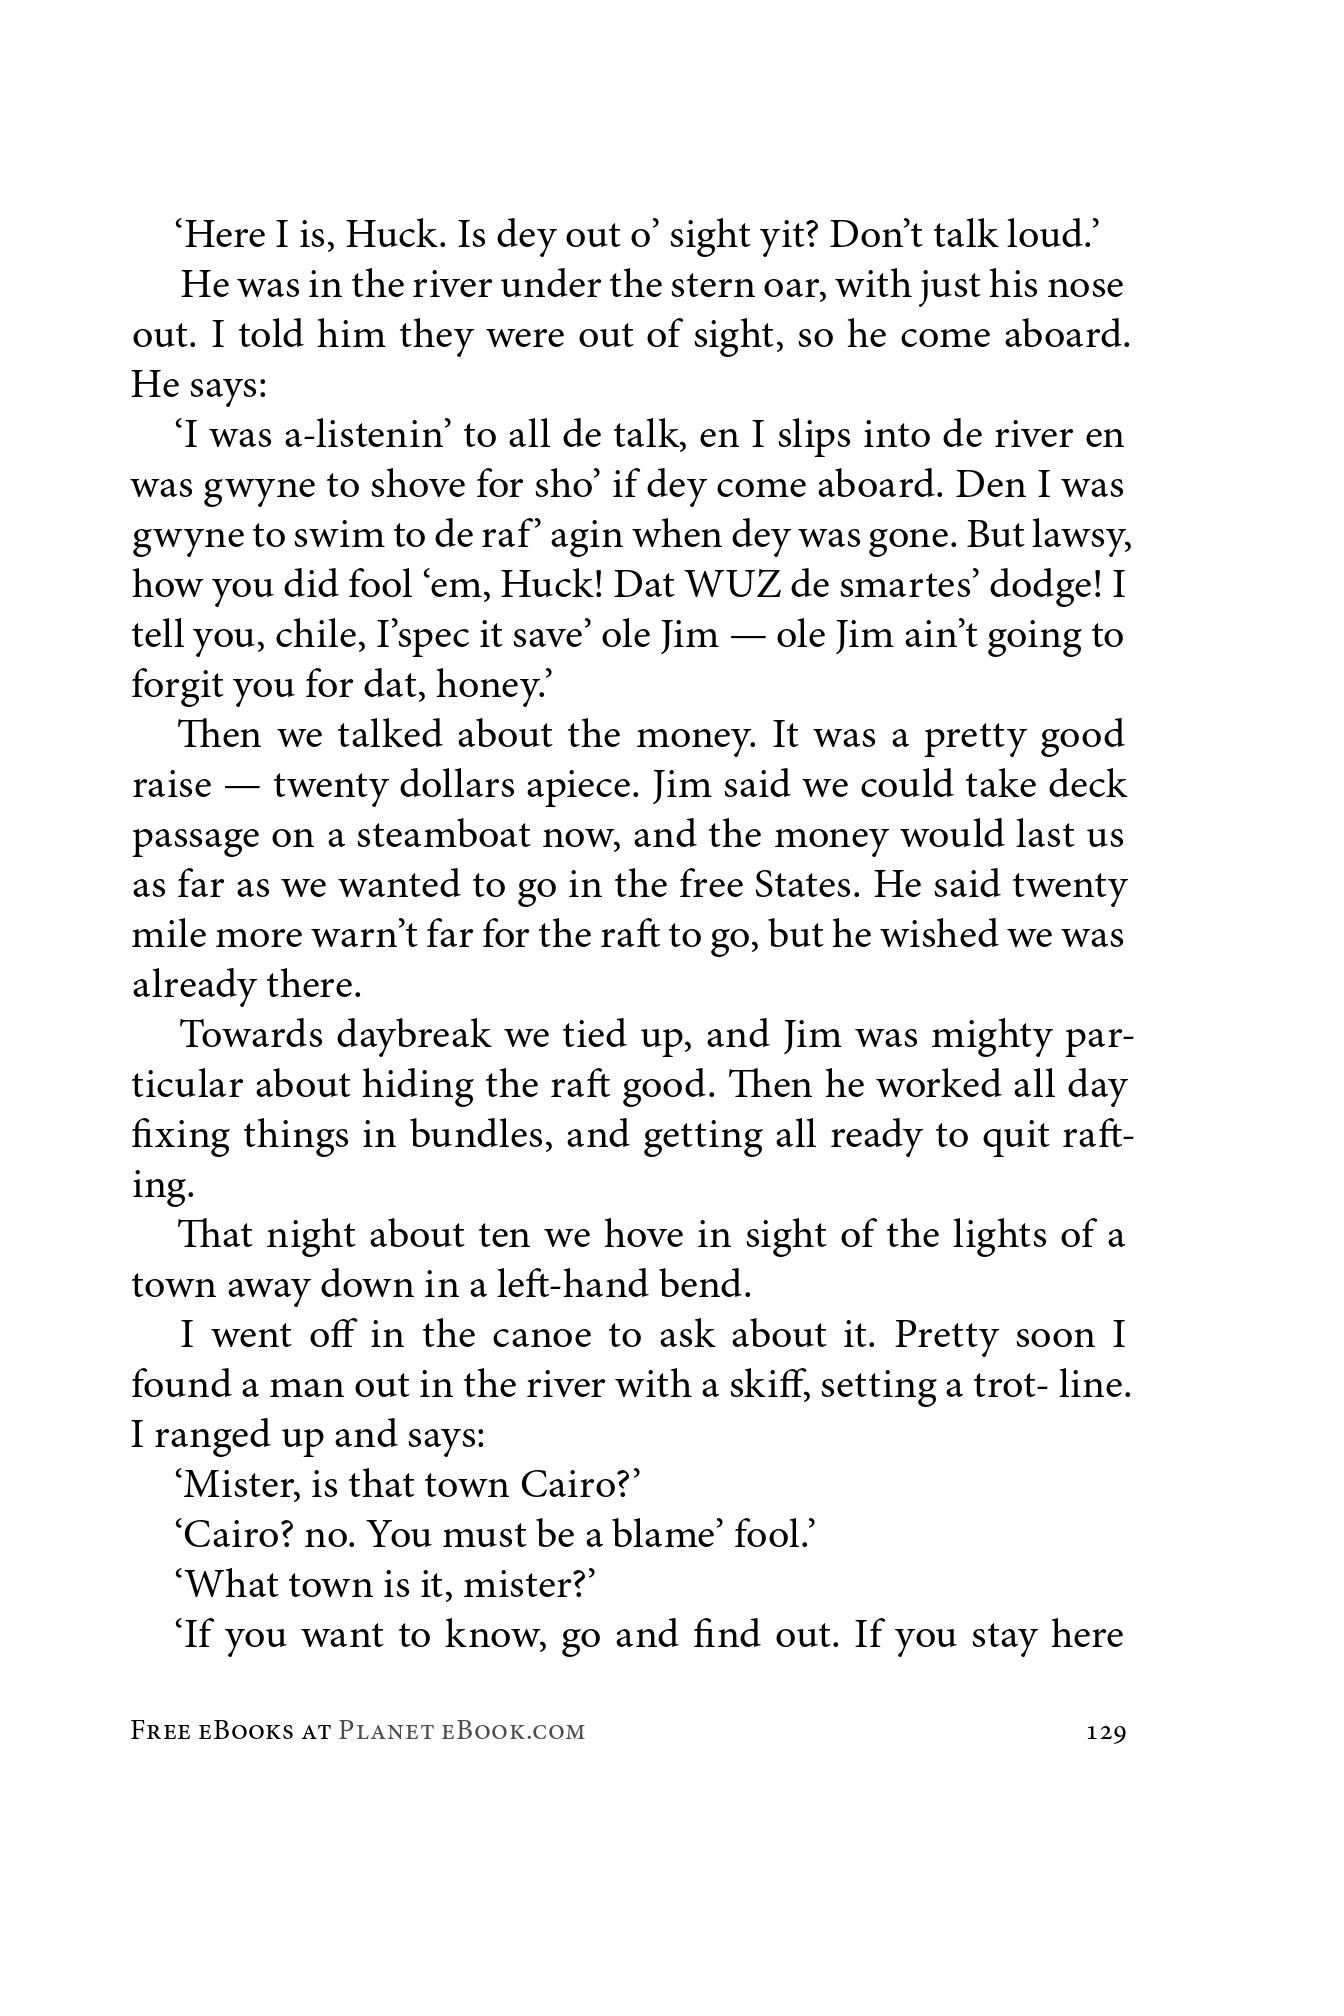 ‘Here I is, Huck. Is dey out o’ sight yit? Don’t talk loud.’
He was in the river under the stern oar, with just his nose
out. I told him they were out of sight, so he come aboard.
He says:
‘I was a-listenin’ to all de talk, en I slips into de river en
was gwyne to shove for sho’ if dey come aboard. Den I was
gwyne to swim to de raf’ agin when dey was gone. But lawsy,
how you did fool ‘em, Huck! Dat WUZ de smartes’ dodge! I
tell you, chile, I’spec it save’ ole Jim — ole Jim ain’t going to
forgit you for dat, honey.’
Then we talked about the money. It was a pretty good
raise — twenty dollars apiece. Jim said we could take deck
passage on a steamboat now, and the money would last us
as far as we wanted to go in the free States. He said twenty
mile more warn’t far for the raft to go, but he wished we was
already there.
Towards daybreak we tied up, and Jim was mighty par-
ticular about hiding the raft good. Then he worked all day
fixing things in bundles, and getting all ready to quit raft-
ing.
That night about ten we hove in sight of the lights of a
town away down in a left-hand bend.
I went off in the canoe to ask about it. Pretty soon I
found a man out in the river with a skiff, setting a trot- line.
I ranged up and says:
‘Mister, is that town Cairo?’
‘Cairo? no. You must be a blame’ fool.’
‘What town is it, mister?’
‘If you want to know, go and find out. If you stay here
Free eBooks at Planet eBook.com 129